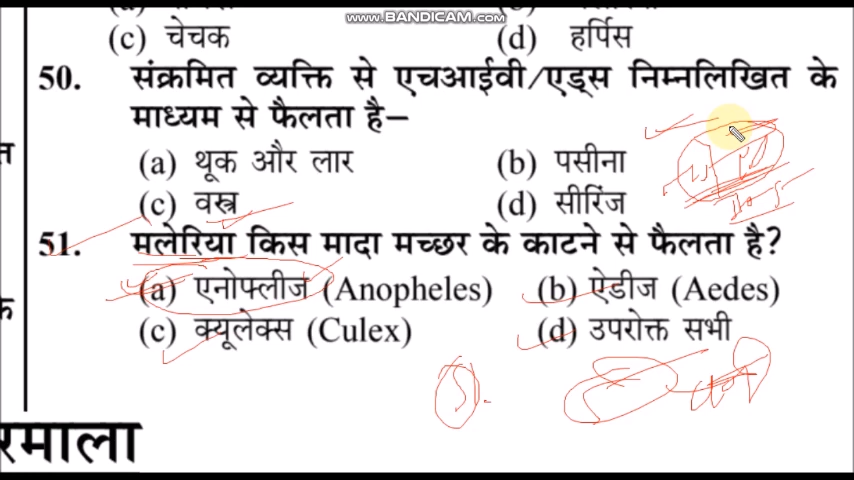 www.BANDICAM.com
(c) चेचक (d) हर्पिस
50. संक्रमित व्यक्ति से एचआईवी/एड्स निम्नलिखित के
माध्यम से फैलता है–
(a) थूक और लार (b) पसीना
(c) वस्त्र (d) सीरिंज
51. मलेरिया किस मादा मच्छर के काटने से फैलता है?
(a) एनोफ्लीज (Anopheles) (b) ऐडीज (Aedes)
(c) क्यूलेक्स (Culex) (d) उपरोक्त सभी
रमाला